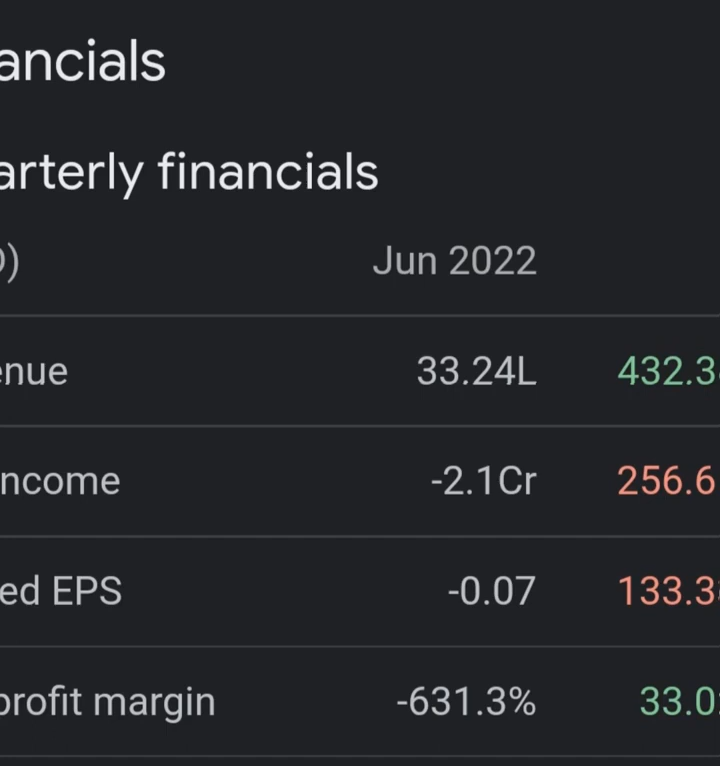 ancials
arterly financials
D) Jun 2022
enue 33.24L 432.3
ncome -2.1Cr 256.6
ed EPS -0.07 133.3
profit margin -631.3% 33.0